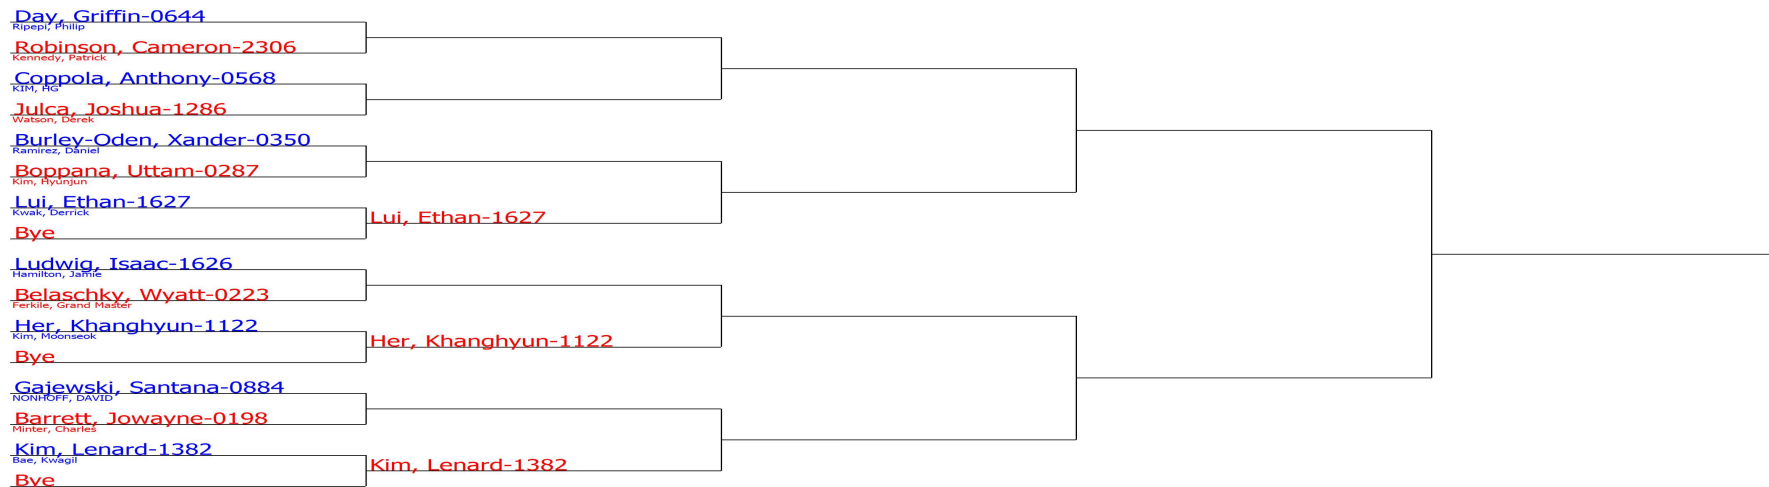 Day, Griffin-0644
Ripepi, Philip
Robinson, Cameron-2306
Kennedy, Patrick
Coppola, Anthony-0568
KIM, HG
Julca, Joshua-1286
Watson, Derek
Burley-Oden, Xander-0350
Ramirez, Daniel
Boppana, Uttam-0287
Kim, Hyunjun
Lui, Ethan-1627
Kwak, Derrick
Lui, Ethan-1627
Bye
Ludwig, Isaac-1626
Hamilton, Jamie
Belaschky, Wyatt-0223
Ferkile, Grand Master
Her, Khanghyun-1122
Kim, Moonseok
Her, Khanghyun-1122
Bye
Gajewski, Santana-0884
NONHOFF, DAVID
Barrett, Jowayne-0198
Minter, Charles
Kim, Lenard-1382
Bae, Kwagil
Kim, Lenard-1382
Bye